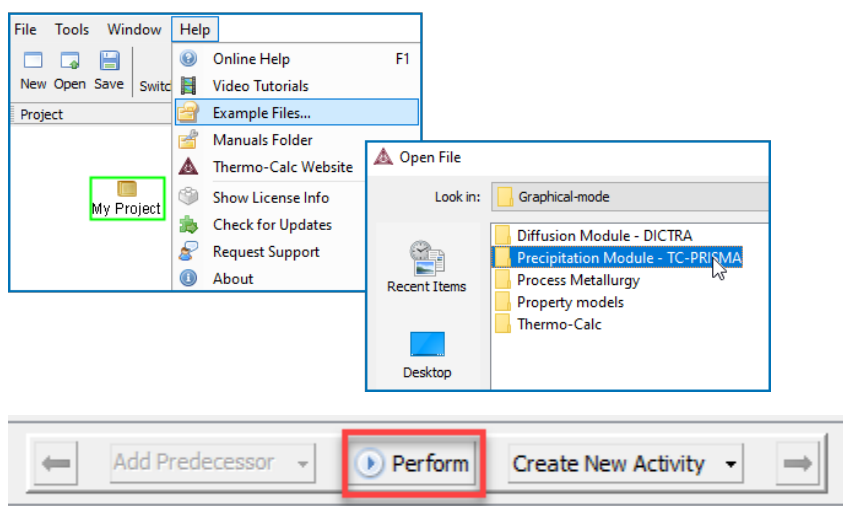 File Tools Window Help
New Open Save Switc
Project
My Project
Online Help F1
Video Tutorials
Example Files...
Manuals Folder
Thermo-Calc Website
Show License Info
Check for Updates
Request Support
About
Open File
Look in: Graphical-mode
Recent Items
Desktop
Diffusion Module - DICTRA
Precipitation Module - TC-PRISMA
Process Metallurgy
Property models
Thermo-Calc
Add Predecessor Perform Create New Activity